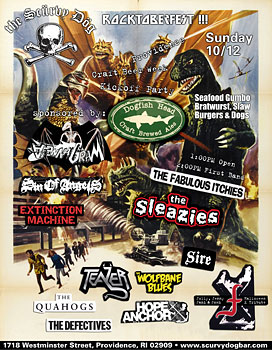 the Scurvy Dog
ROCKTOBERFEST !!!
Sunday
10/12
Providence
Craft Beer Week
Kickoff Party
Sponsored by:
Dogfish Head
Craft Brewed Ales
Seafood Gumbo
Bratwurst, Slaw
Burgers & Dogs!
1:00PM Open
2:00PM First Band
THE FABULOUS ITCHIES
Sin Of Angels
the
Sleazies
EXTINCTION
MACHINE
Sire
TEAZER
WOLFBANE
BLUES
THE
QUAHOGS
HOPE
ANCHOR
THE DEFECTIVES
1718 Westminster Street, Providence, RI 02909 • www.scurvydogbar.com